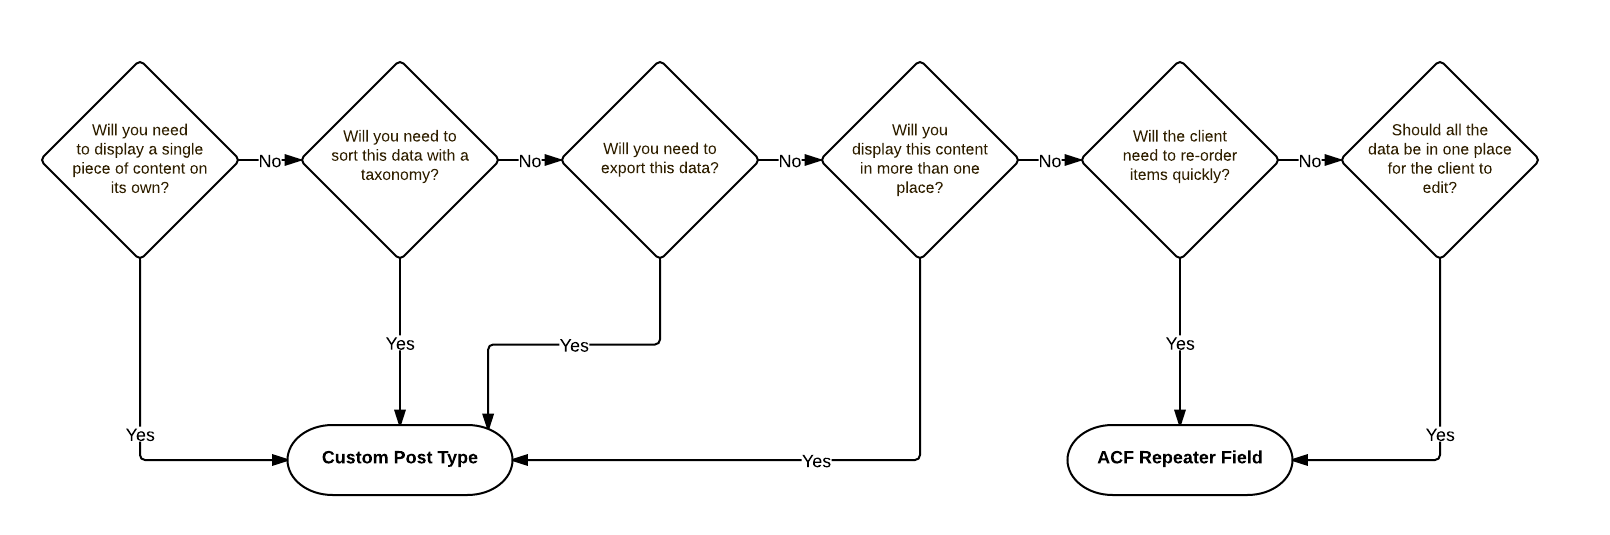 Will you need
to display a single
piece of content on
its own?
No
Will you need to
sort this data with a
taxonomy?
No
Will you need to
export this data?
No
Will you
display this content
in more than one
place?
No
Will the client
need to re-order
items quickly?
No
Should all the
data be in one place
for the client to
edit?
Yes
Yes
Yes
Yes
Yes
Yes
Custom Post Type
ACF Repeater Field